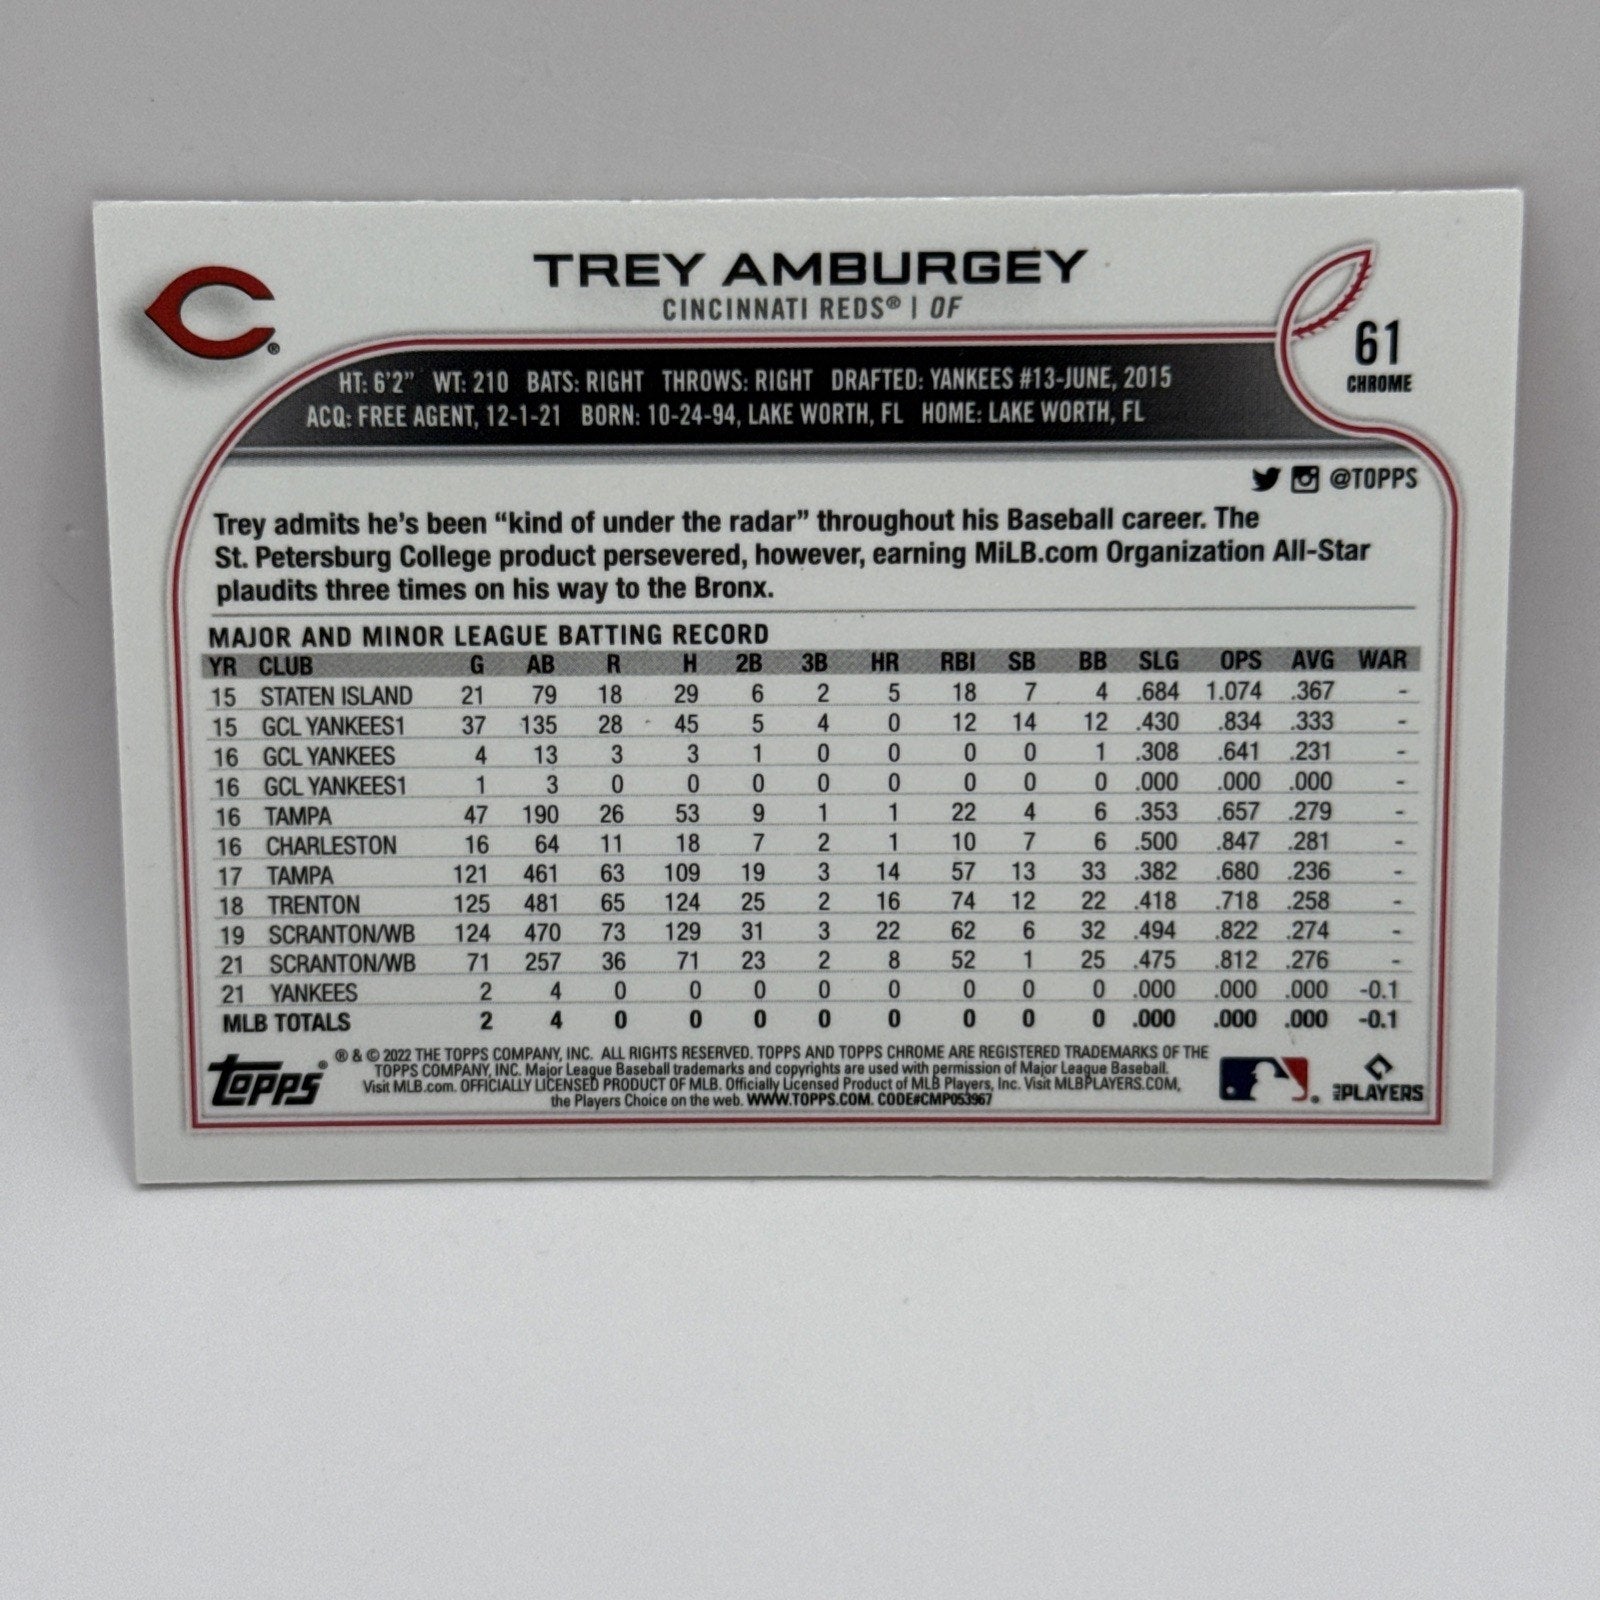 TREY AMBURGEY
CINCINNATI REDS® | OF
®
61
CHROME
HT: 6'2" WT: 210 BATS: RIGHT THROWS: RIGHT DRAFTED: YANKEES #13-JUNE, 2015
ACQ: FREE AGENT, 12-1-21 BORN: 10-24-94, LAKE WORTH, FL HOME: LAKE WORTH, FL
@TOPPS
Trey admits he's been “kind of under the radar” throughout his Baseball career. The
St. Petersburg College product persevered, however, earning MiLB.com Organization All-Star
plaudits three times on his way to the Bronx.
MAJOR AND MINOR LEAGUE BATTING RECORD
YR CLUB G AB R H 2B 3B HR RBI SB BB SLG OPS AVG WAR
15 STATEN ISLAND 21 79 18 29 6 2 5 18 7 4 .684 1.074 .367 -
15 GCL YANKEES1 37 135 28 45 5 4 0 12 14 12 .430 .834 .333 -
16 GCL YANKEES 4 13 3 3 1 0 0 0 0 1 .308 .641 .231 -
16 GCL YANKEES1 1 3 0 0 0 0 0 0 0 0 .000 .000 .000 -
16 TAMPA 47 190 26 53 9 1 1 22 4 6 .353 .657 .279 -
16 CHARLESTON 16 64 11 18 7 2 1 10 7 6 .500 .847 .281 -
17 TAMPA 121 461 63 109 19 3 14 57 13 33 .382 .680 .236 -
18 TRENTON 125 481 65 124 25 2 16 74 12 22 .418 .718 .258 -
19 SCRANTON/WB 124 470 73 129 31 3 22 62 6 32 .494 .822 .274 -
21 SCRANTON/WB 71 257 36 71 23 2 8 52 1 25 .475 .812 .276 -
21 YANKEES 2 4 0 0 0 0 0 0 0 0 .000 .000 .000 -0.1
MLB TOTALS 2 4 0 0 0 0 0 0 0 0 .000 .000 .000 -0.1
topps®
® & © 2022 THE TOPPS COMPANY, INC. ALL RIGHTS RESERVED. TOPPS AND TOPPS CHROME ARE REGISTERED TRADEMARKS OF THE
TOPPS COMPANY, INC. Major League Baseball trademarks and copyrights are used with permission of Major League Baseball.
Visit MLB.com. OFFICIALLY LICENSED PRODUCT OF MLB. Officially Licensed Product of MLB Players, Inc. Visit MLBPLAYERS.COM,
the Players Choice on the web. WWW.TOPPS.COM. CODE#CMP053967
®
MLB PLAYERS